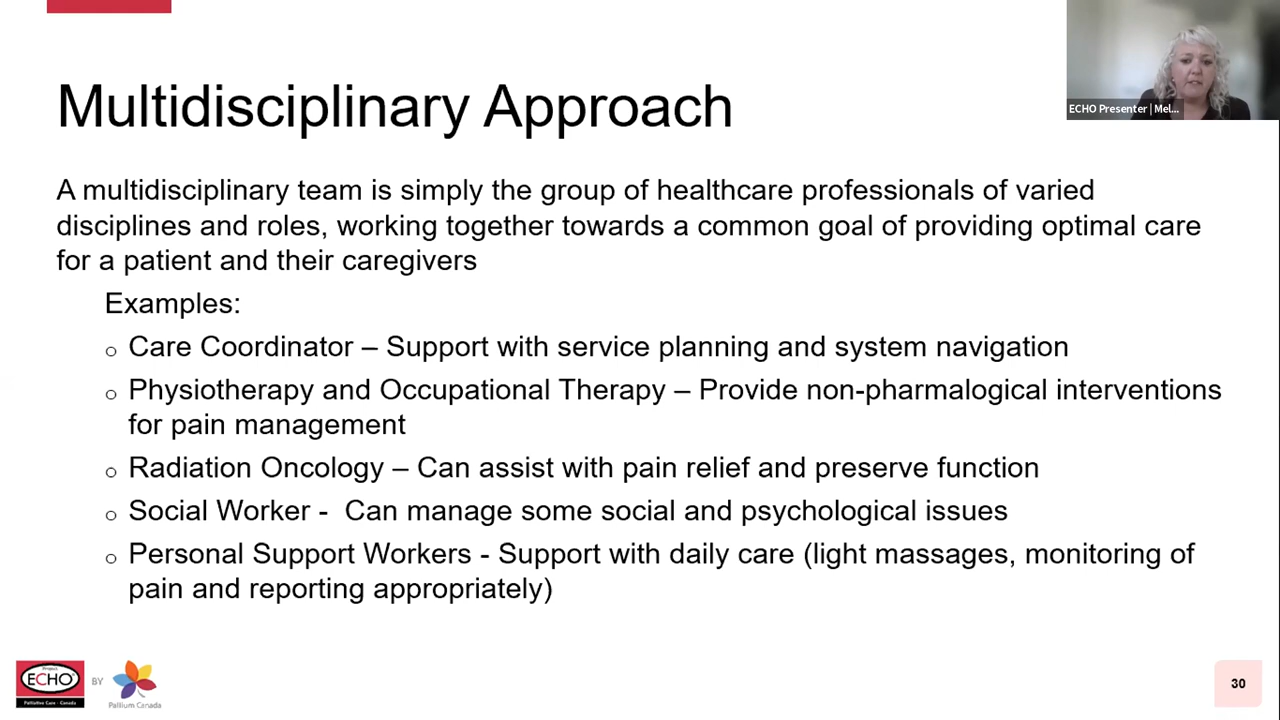 Multidisciplinary Approach
ECHO Presenter | Mel...
A multidisciplinary team is simply the group of healthcare professionals of varied
disciplines and roles, working together towards a common goal of providing optimal care
for a patient and their caregivers
Examples:
o Care Coordinator – Support with service planning and system navigation
o Physiotherapy and Occupational Therapy – Provide non-pharmalogical interventions
for pain management
o Radiation Oncology – Can assist with pain relief and preserve function
o Social Worker -  Can manage some social and psychological issues
o Personal Support Workers - Support with daily care (light massages, monitoring of
pain and reporting appropriately)
Project
ECHO
Palliative Care - Canada
BY
Pallium Canada
30